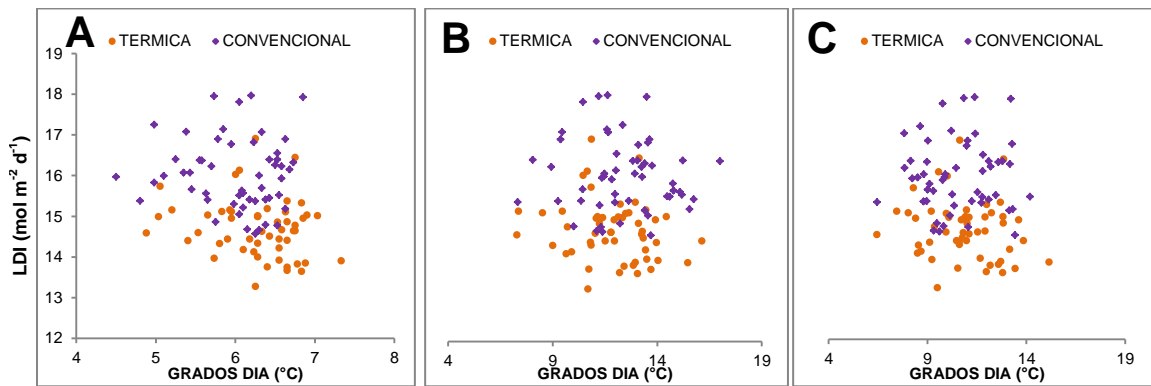 A
TERMICA
CONVENCIONAL
19
18
17
16
15
14
13
12
LDI (mol m⁻² d⁻¹)
4 5 6 7 8
GRADOS DIA (°C)
B
TERMICA
CONVENCIONAL
4 9 14 19
GRADOS DIA (°C)
C
TERMICA
CONVENCIONAL
4 9 14 19
GRADOS DIA (°C)